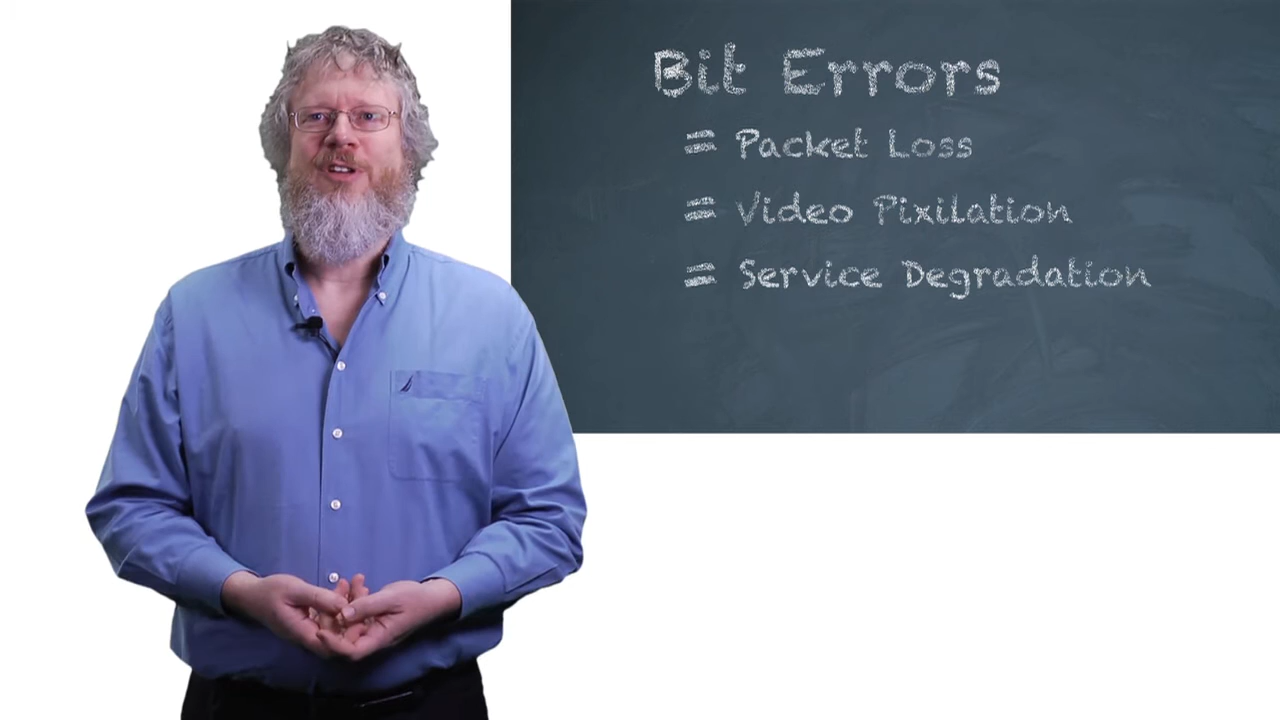 Bit Errors
= Packet Loss
= Video Pixilation
= Service Degradation